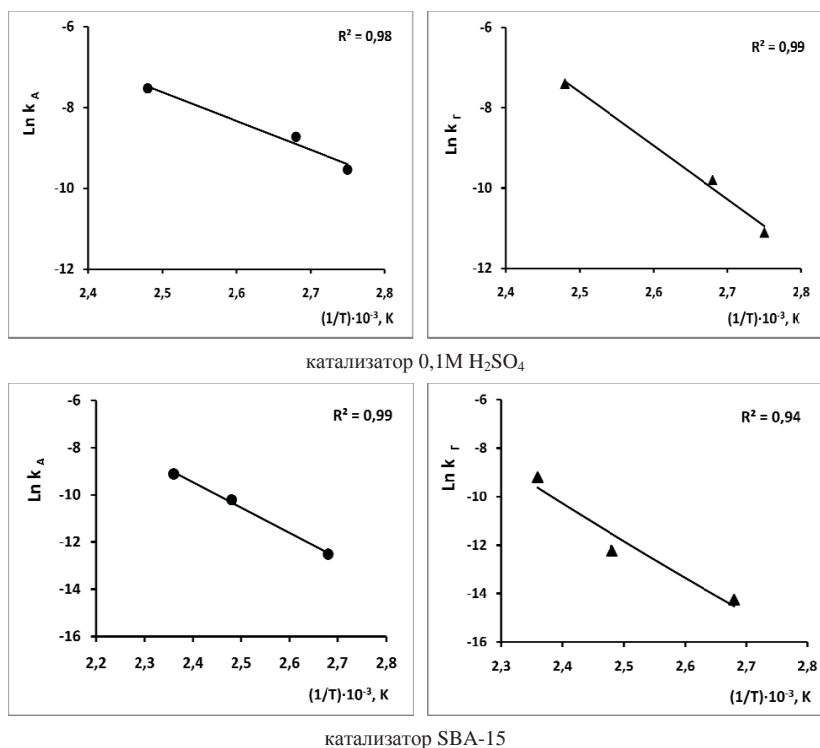 R² = 0,98
Ln k А
-6
-8
-10
-12
2,4 2,5 2,6 2,7 2,8
(1/T)·10⁻³, K
R² = 0,99
Ln k Г
-6
-8
-10
-12
2,4 2,5 2,6 2,7 2,8
(1/T)·10⁻³, K
катализатор 0,1М H₂SO₄
R² = 0,99
Ln k А
-6
-8
-10
-12
-14
-16
2,2 2,3 2,4 2,5 2,6 2,7 2,8
(1/T)·10⁻³, K
R² = 0,94
Ln k Г
-6
-8
-10
-12
-14
-16
2,3 2,4 2,5 2,6 2,7 2,8
(1/T)·10⁻³, K
катализатор SBA-15